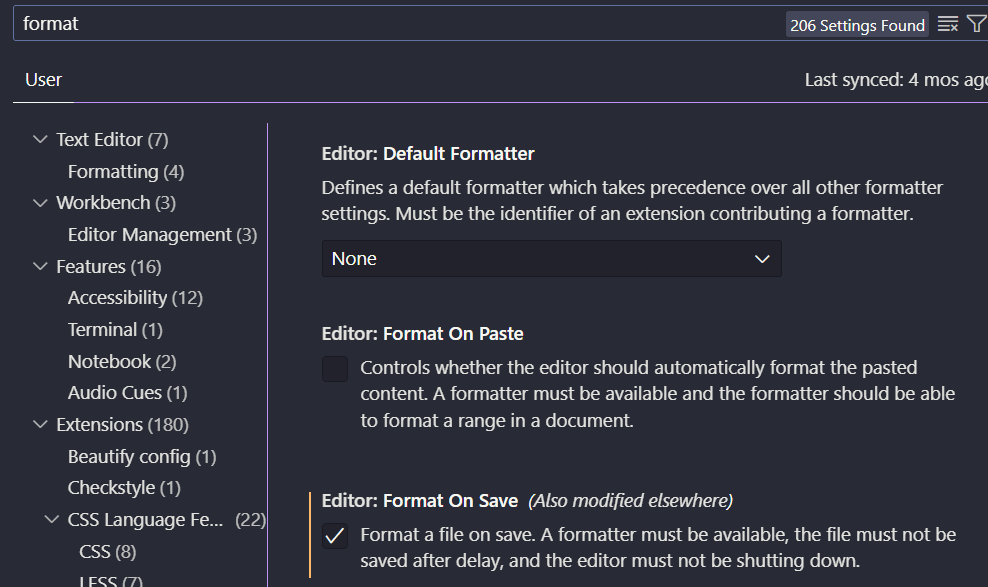 format
206 Settings Found
User
Last synced: 4 mos ago
Text Editor (7)
Formatting (4)
Workbench (3)
Editor Management (3)
Features (16)
Accessibility (12)
Terminal (1)
Notebook (2)
Audio Cues (1)
Extensions (180)
Beautify config (1)
Checkstyle (1)
CSS Language Fe... (22)
CSS (8)
LESS (7)
Editor: Default Formatter
Defines a default formatter which takes precedence over all other formatter
settings. Must be the identifier of an extension contributing a formatter.
None
Editor: Format On Paste
Controls whether the editor should automatically format the pasted
content. A formatter must be available and the formatter should be able
to format a range in a document.
Editor: Format On Save (Also modified elsewhere)
Format a file on save. A formatter must be available, the file must not be
saved after delay, and the editor must not be shutting down.